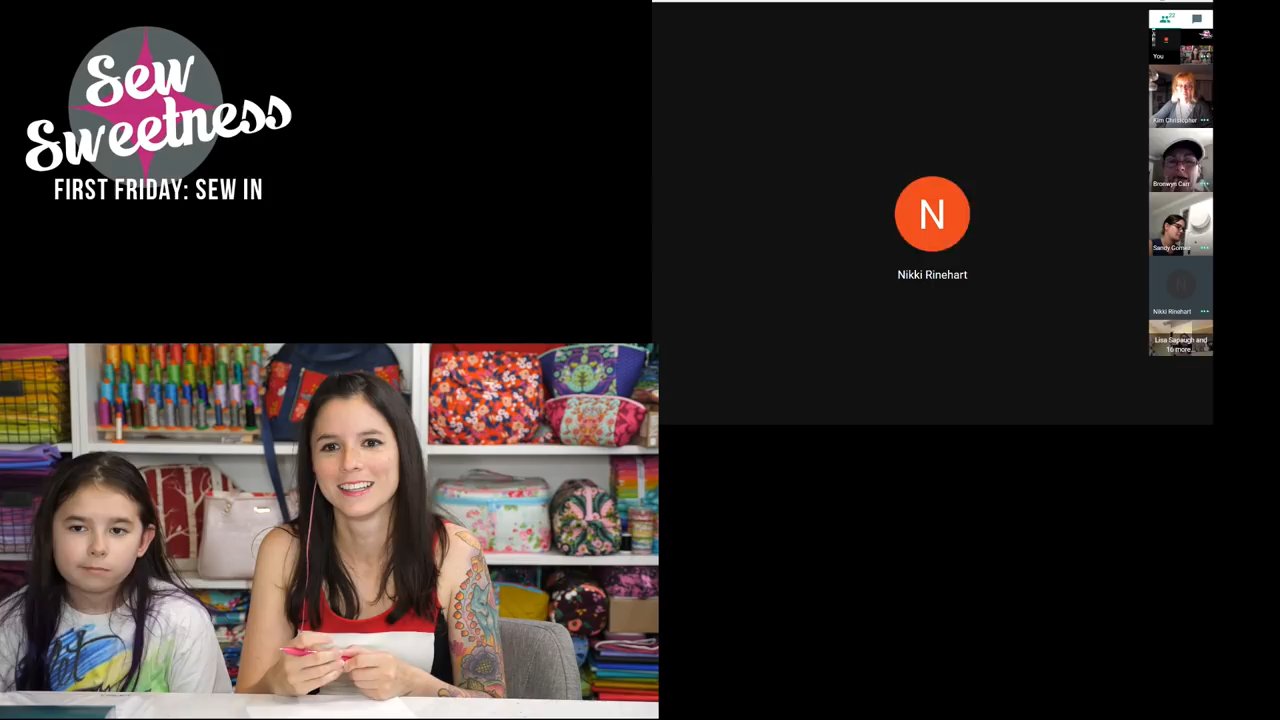 Sew
Sweetness
FIRST FRIDAY: SEW IN
N
Nikki Rinehart
22
You
Kim Christopher
Bronwyn Carr
Sandy Gomez
N
Nikki Rinehart
Lisa Sapaugh and
16 more